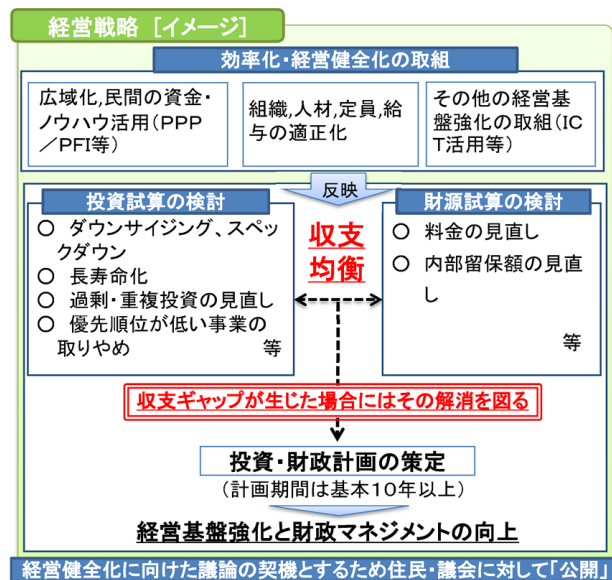 経営戦略 [イメージ]
効率化・経営健全化の取組
広域化,民間の資金・
ノウハウ活用(PPP
/PFI等)
組織,人材,定員,給
与の適正化
その他の経営基
盤強化の取組(IC
T活用等)
反映
投資試算の検討
○ ダウンサイジング、スペッ
クダウン
○ 長寿命化
○ 過剰・重複投資の見直し
○ 優先順位が低い事業の
取りやめ 等
収支
均衡
財源試算の検討
○ 料金の見直し
○ 内部留保額の見直
し
等
収支ギャップが生じた場合にはその解消を図る
投資・財政計画の策定
(計画期間は基本10年以上)
経営基盤強化と財政マネジメントの向上
経営健全化に向けた議論の契機とするため住民・議会に対して「公開」